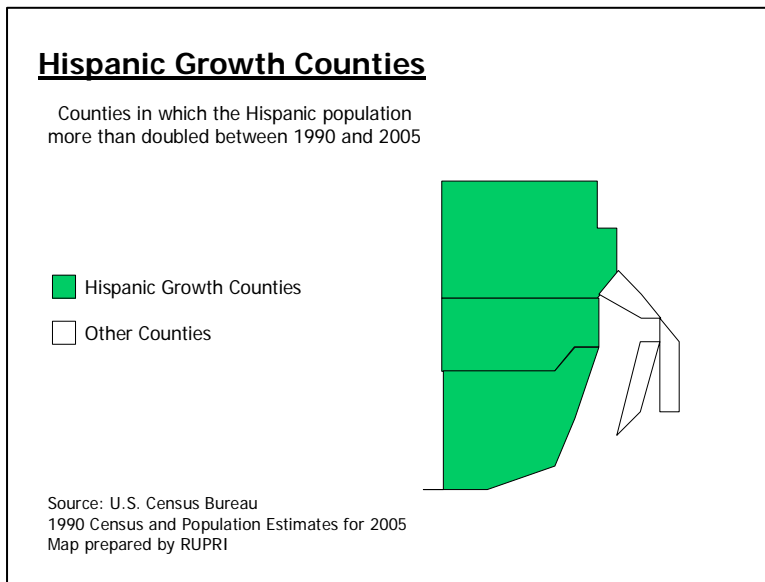 Hispanic Growth Counties
Counties in which the Hispanic population
more than doubled between 1990 and 2005
Hispanic Growth Counties
Other Counties
Source: U.S. Census Bureau
1990 Census and Population Estimates for 2005
Map prepared by RUPRI